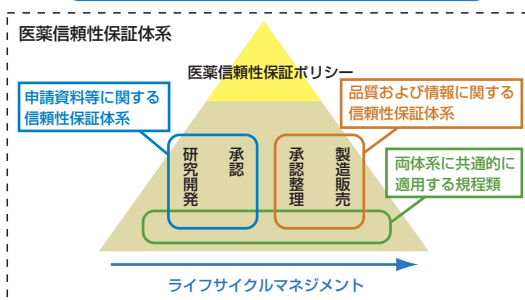 医薬信頼性保証体系
医薬信頼性保証ポリシー
申請資料等に関する
信頼性保証体系
品質および情報に関する
信頼性保証体系
研究開発
承認
承認整理
製造販売
両体系に共通的に
適用する規程類
ライフサイクルマネジメント